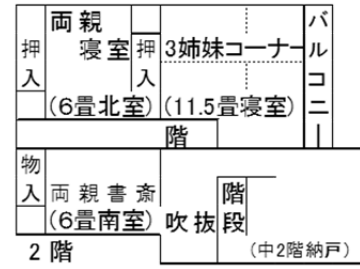 押入
両親寝室
(6畳北室)
押入
3姉妹コーナー
(11.5畳寝室)
バルコニー
階
物入
両親書斎
(6畳南室)
吹抜
階段
2階
(中2階納戸)